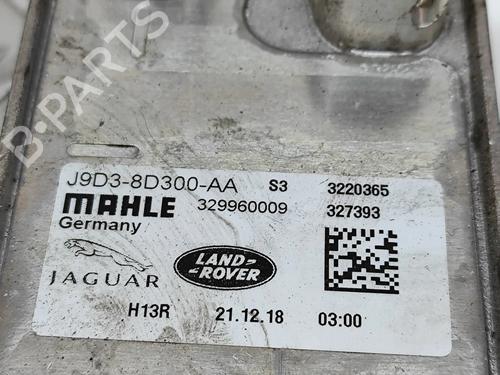 B-PARTS
J9D3-8D300-AA S3 3220365
MAHLE 329960009 327393
Germany
JAGUAR LAND-ROVER
H13R 21.12.18 03:00